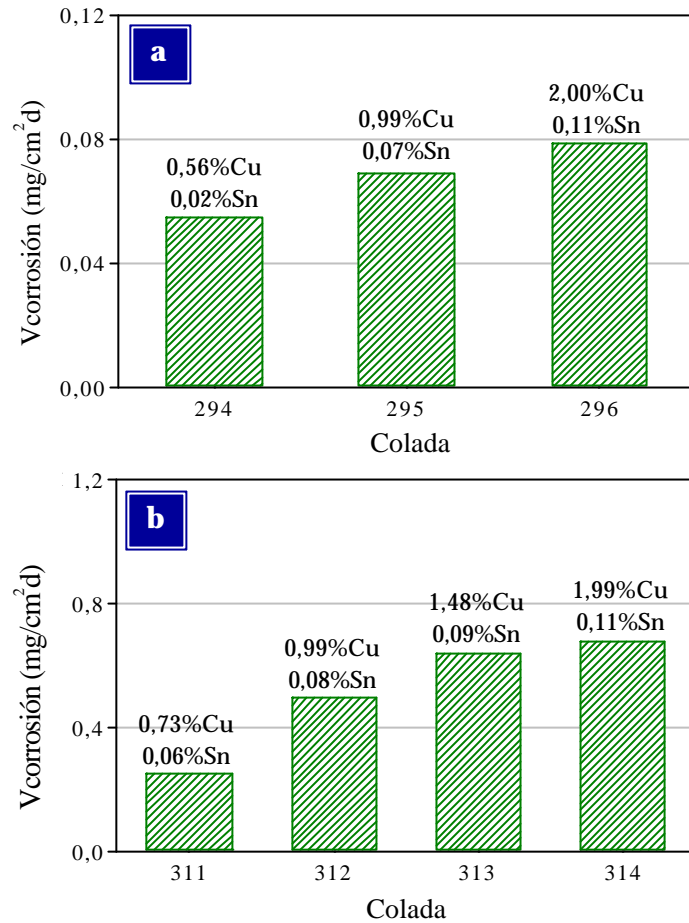 a
Vcorrosión (mg/cm²d)
0,12
0,08
0,04
0,00
0,56%Cu
0,02%Sn
0,99%Cu
0,07%Sn
2,00%Cu
0,11%Sn
294 295 296
Colada
b
Vcorrosión (mg/cm²d)
1,2
0,8
0,4
0,0
0,73%Cu
0,06%Sn
0,99%Cu
0,08%Sn
1,48%Cu
0,09%Sn
1,99%Cu
0,11%Sn
311 312 313 314
Colada